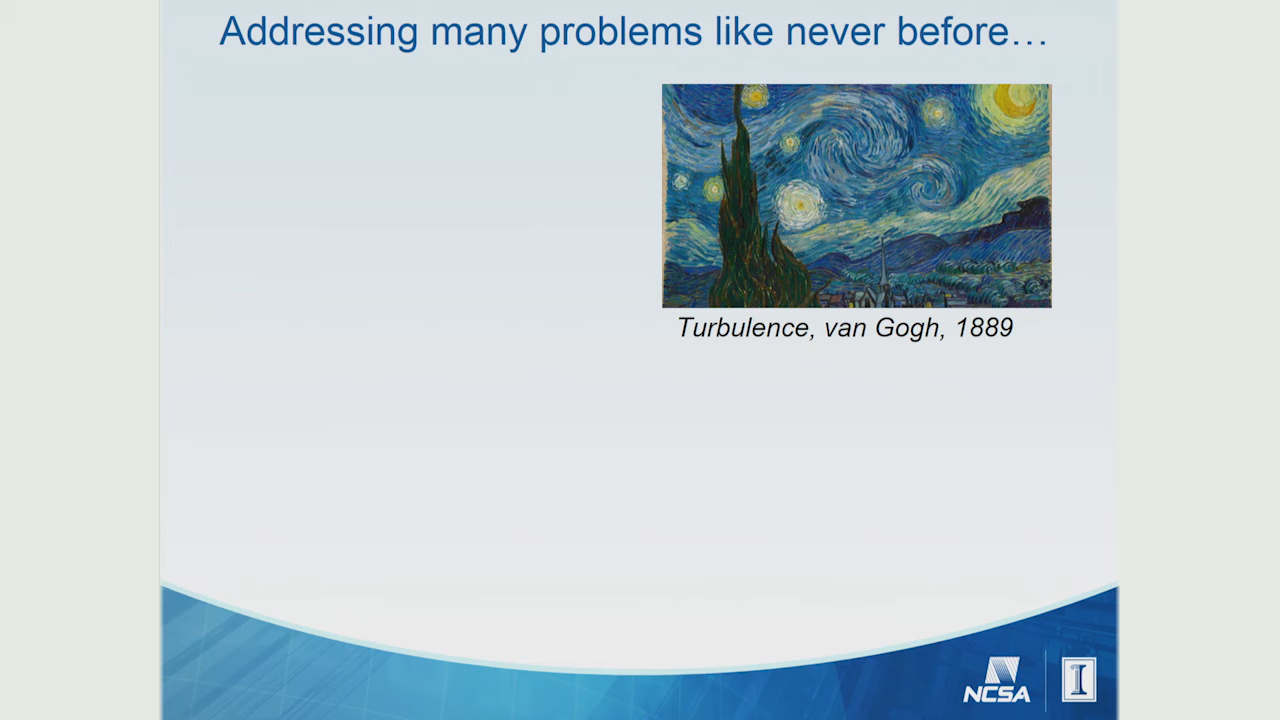 Addressing many problems like never before…
Turbulence, van Gogh, 1889
NCSA
I